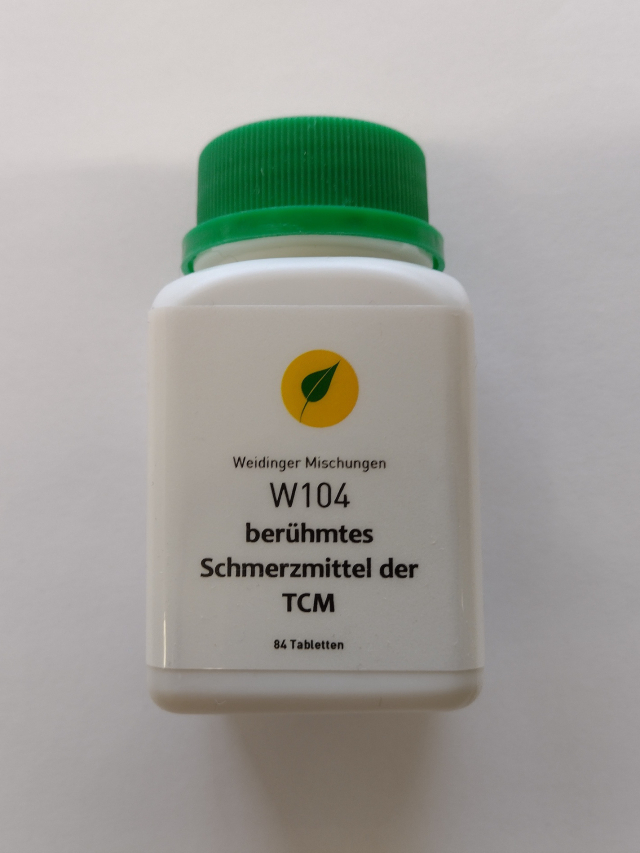 Weidinger Mischungen
W104
berühmtes
Schmerzmittel der
TCM
84 Tabletten